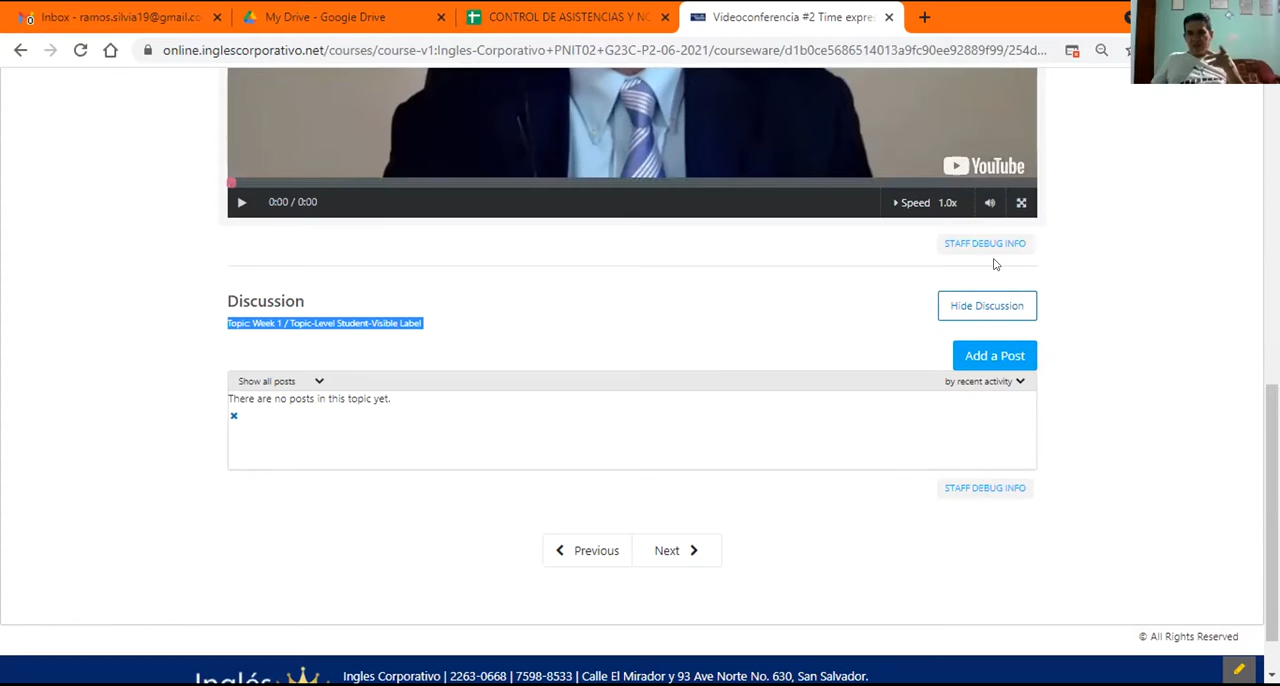 Inbox - ramos.silvia19@gmail.co
My Drive - Google Drive
CONTROL DE ASISTENCIAS Y NO
Videoconferencia #2 Time expre
online.inglescorporativo.net/courses/course-v1:Ingles-Corporativo+PNIT02+G23C-P2-06-2021/courseware/d1b0ce5686514013a9fc90ee92889f99/254d...
YouTube
0:00 / 0:00
Speed 1.0x
STAFF DEBUG INFO
Discussion
Hide Discussion
Topic: Week 1 / Topic-Level Student-Visible Label
Add a Post
Show all posts
by recent activity
There are no posts in this topic yet.
STAFF DEBUG INFO
Previous
Next
© All Rights Reserved
Inglés
Ingles Corporativo | 2263-0668 | 7598-8533 | Calle El Mirador y 93 Ave Norte No. 630, San Salvador.